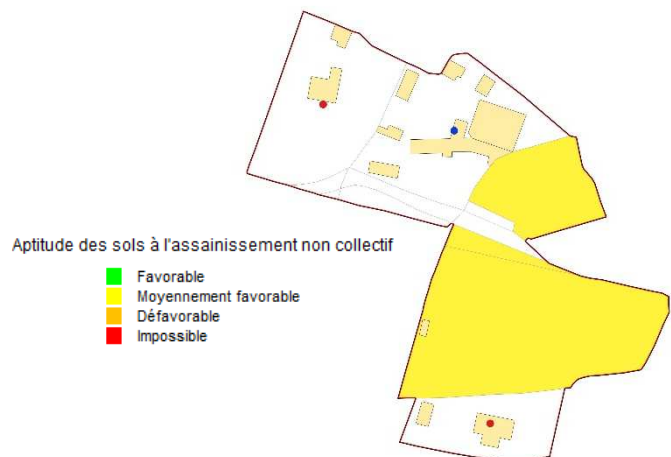 Aptitude des sols à l'assainissement non collectif
Favorable
Moyennement favorable
Défavorable
Impossible